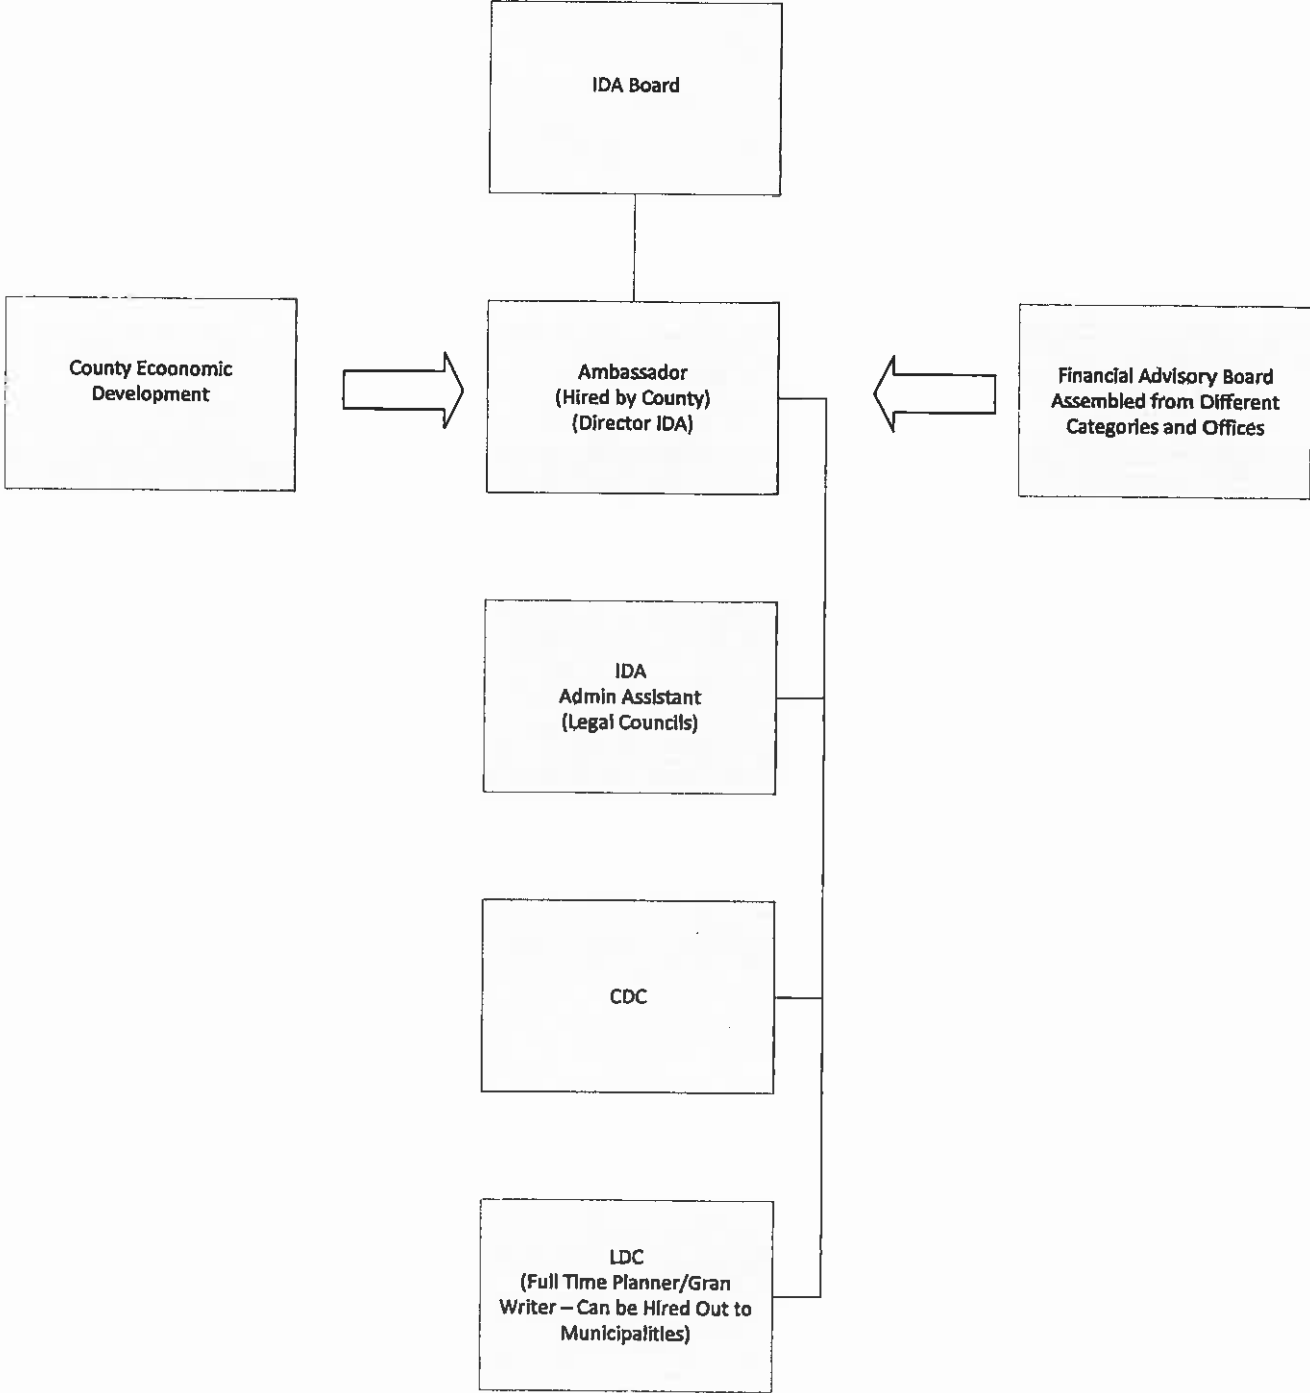 IDA Board
County Ecoonomic
Development
Ambassador
(Hired by County)
(Director IDA)
Financial Advisory Board
Assembled from Different
Categories and Offices
IDA
Admin Assistant
(Legal Councils)
CDC
LDC
(Full Time Planner/Gran
Writer – Can be Hired Out to
Municipalities)